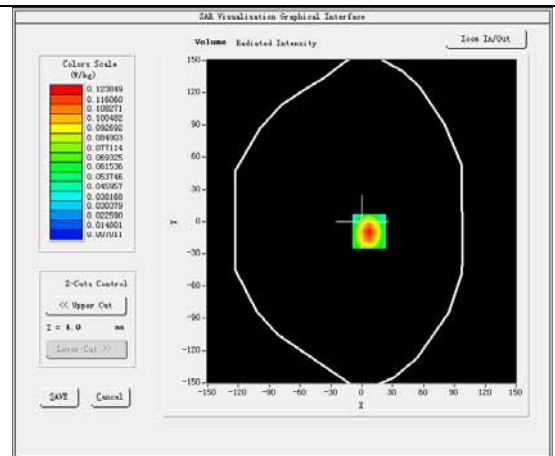 SAR Visualisation Graphical Interface
Volume Radiated Intensity
Zoom In/Out
Colors Scale
(W/kg)
0.123849
0.116060
0.108271
0.100482
0.092692
0.084903
0.077114
0.069325
0.061536
0.053746
0.045957
0.038168
0.030379
0.022590
0.014801
0.007011
150
120
90
60
30
0
-30
-60
-90
-120
-150
Y
-150 -120 -90 -60 -30 0 30 60 90 120 150
X
Z-Cuts Control
<< Upper Cut
Z = 4.0 mm
Lower Cut >>
SAVE Cancel